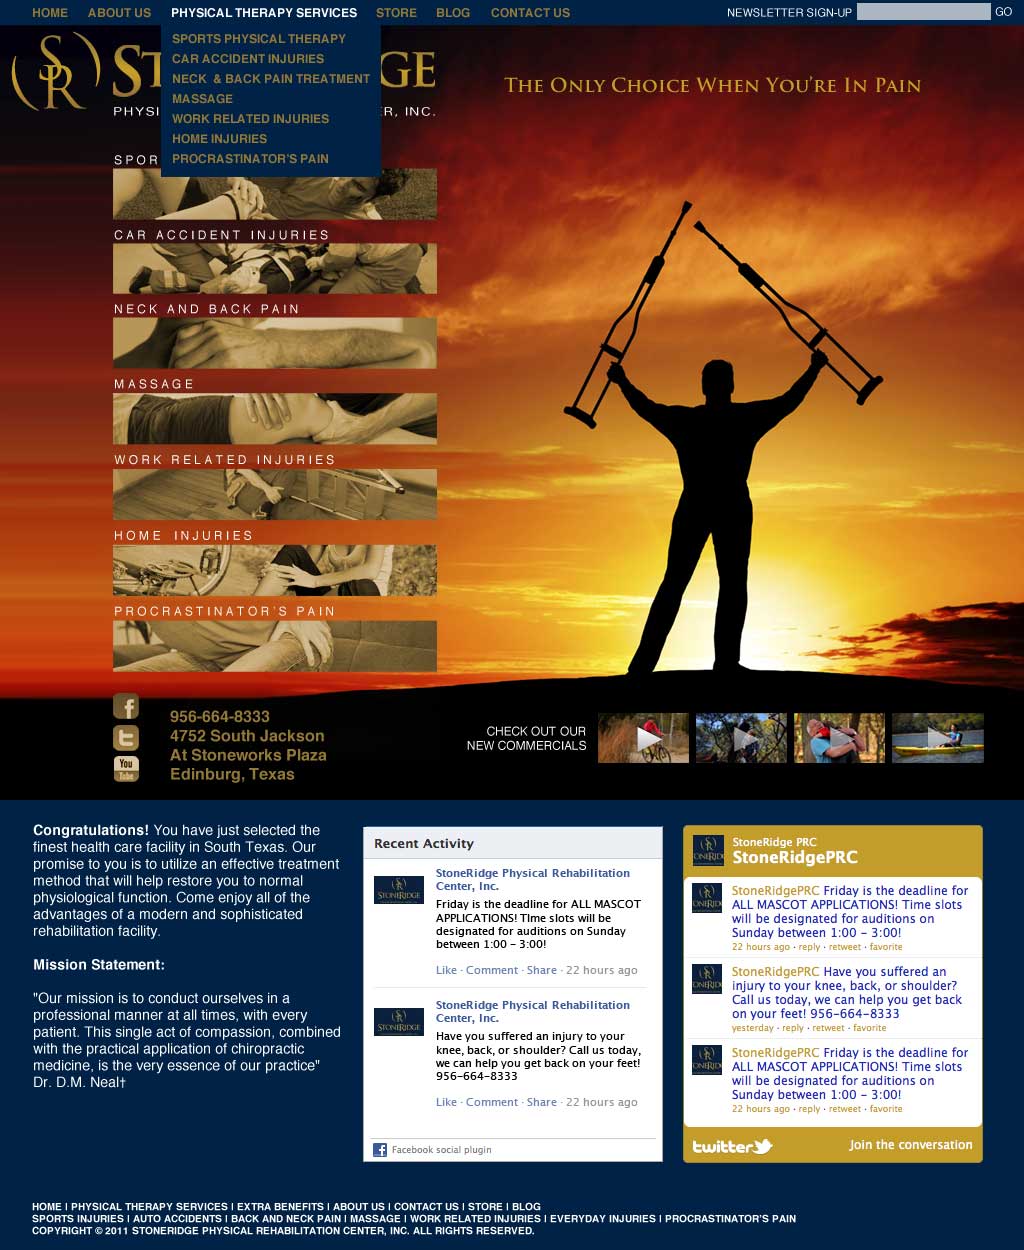 HOME ABOUT US PHYSICAL THERAPY SERVICES STORE BLOG CONTACT US NEWSLETTER SIGN-UP GO
SPORTS PHYSICAL THERAPY
CAR ACCIDENT INJURIES
NECK & BACK PAIN TREATMENT
MASSAGE
WORK RELATED INJURIES
HOME INJURIES
PROCRASTINATOR'S PAIN
SR
THE ONLY CHOICE WHEN YOU'RE IN PAIN
INC.
CAR ACCIDENT INJURIES
NECK AND BACK PAIN
MASSAGE
WORK RELATED INJURIES
HOME INJURIES
PROCRASTINATOR'S PAIN
f
t
You
Tube
956-664-8333
4752 South Jackson
At Stoneworks Plaza
Edinburg, Texas
CHECK OUT OUR
NEW COMMERCIALS
Congratulations! You have just selected the
finest health care facility in South Texas. Our
promise to you is to utilize an effective treatment
method that will help restore you to normal
physiological function. Come enjoy all of the
advantages of a modern and sophisticated
rehabilitation facility.
Mission Statement:
"Our mission is to conduct ourselves in a
professional manner at all times, with every
patient. This single act of compassion, combined
with the practical application of chiropractic
medicine, is the very essence of our practice"
Dr. D.M. Neal†
Recent Activity
STONERIDGE
StoneRidge Physical Rehabilitation
Center, Inc.
Friday is the deadline for ALL MASCOT
APPLICATIONS! TIme slots will be
designated for auditions on Sunday
between 1:00 - 3:00!
Like · Comment · Share · 22 hours ago
STONERIDGE
StoneRidge Physical Rehabilitation
Center, Inc.
Have you suffered an injury to your
knee, back, or shoulder? Call us today,
we can help you get back on your feet!
956-664-8333
Like · Comment · Share · 22 hours ago
Facebook social plugin
StoneRidge PRC
StoneRidgePRC
StoneRidgePRC Friday is the deadline for
ALL MASCOT APPLICATIONS! Time slots
will be designated for auditions on
Sunday between 1:00 - 3:00!
22 hours ago · reply · retweet · favorite
StoneRidgePRC Have you suffered an
injury to your knee, back, or shoulder?
Call us today, we can help you get back
on your feet! 956-664-8333
yesterday · reply · retweet · favorite
StoneRidgePRC Friday is the deadline for
ALL MASCOT APPLICATIONS! Time slots
will be designated for auditions on
Sunday between 1:00 - 3:00!
22 hours ago · reply · retweet · favorite
twitter Join the conversation
HOME | PHYSICAL THERAPY SERVICES | EXTRA BENEFITS | ABOUT US | CONTACT US | STORE | BLOG
SPORTS INJURIES | AUTO ACCIDENTS | BACK AND NECK PAIN | MASSAGE | WORK RELATED INJURIES | EVERYDAY INJURIES | PROCRASTINATOR'S PAIN
COPYRIGHT © 2011 STONERIDGE PHYSICAL REHABILITATION CENTER, INC. ALL RIGHTS RESERVED.